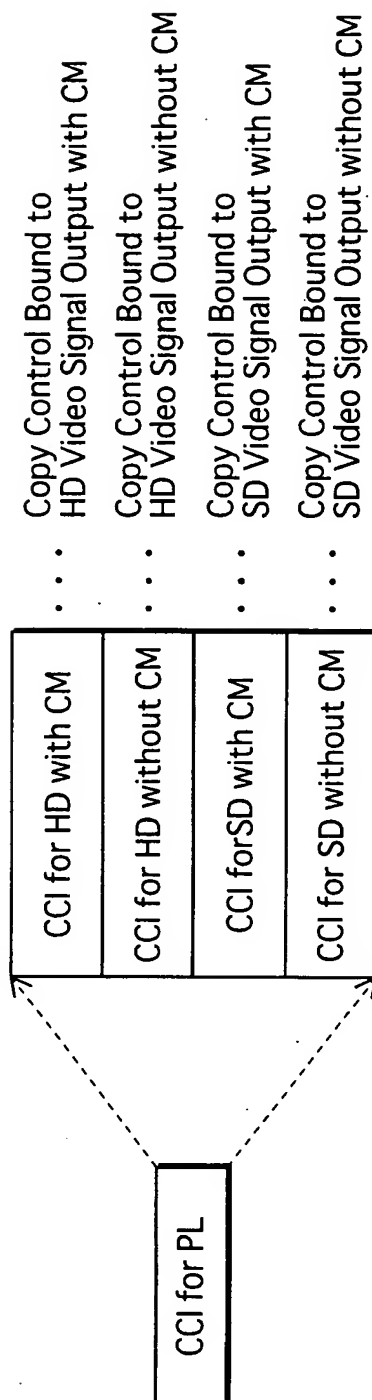 CCI for PL
CCI for HD with CM
CCI for HD without CM
CCI forSD with CM
CCI for SD without CM
. . . Copy Control Bound to
HD Video Signal Output with CM
. . . Copy Control Bound to
HD Video Signal Output without CM
. . . Copy Control Bound to
SD Video Signal Output with CM
. . . Copy Control Bound to
SD Video Signal Output without CM